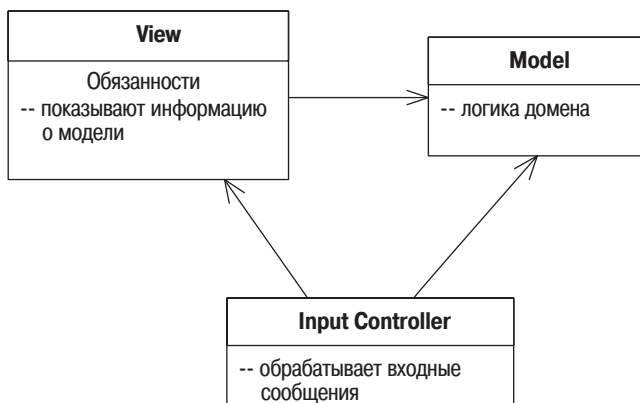 View
Обязанности
-- показывают информацию
о модели
Model
-- логика домена
Input Controller
-- обрабатывает входные
сообщения